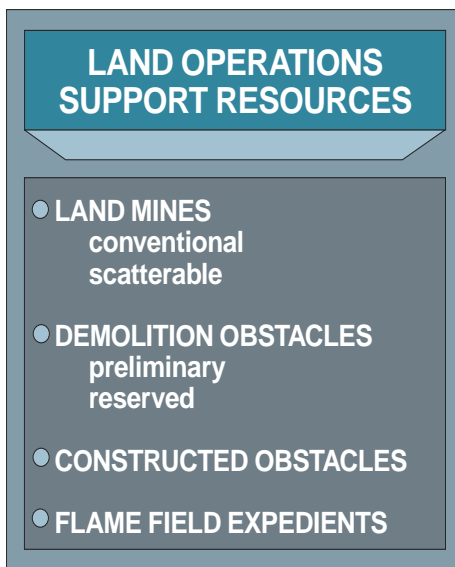 LAND OPERATIONS
SUPPORT RESOURCES
LAND MINES
conventional
scatterable
DEMOLITION OBSTACLES
preliminary
reserved
CONSTRUCTED OBSTACLES
FLAME FIELD EXPEDIENTS